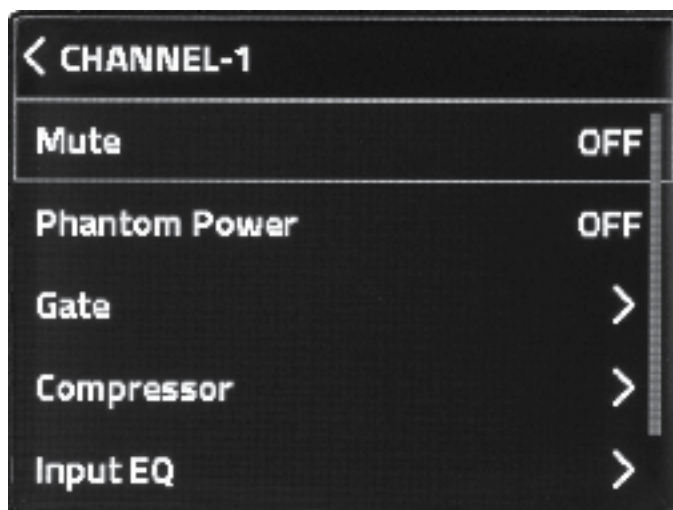 CHANNEL-1
Mute OFF
Phantom Power OFF
Gate
Compressor
Input EQ